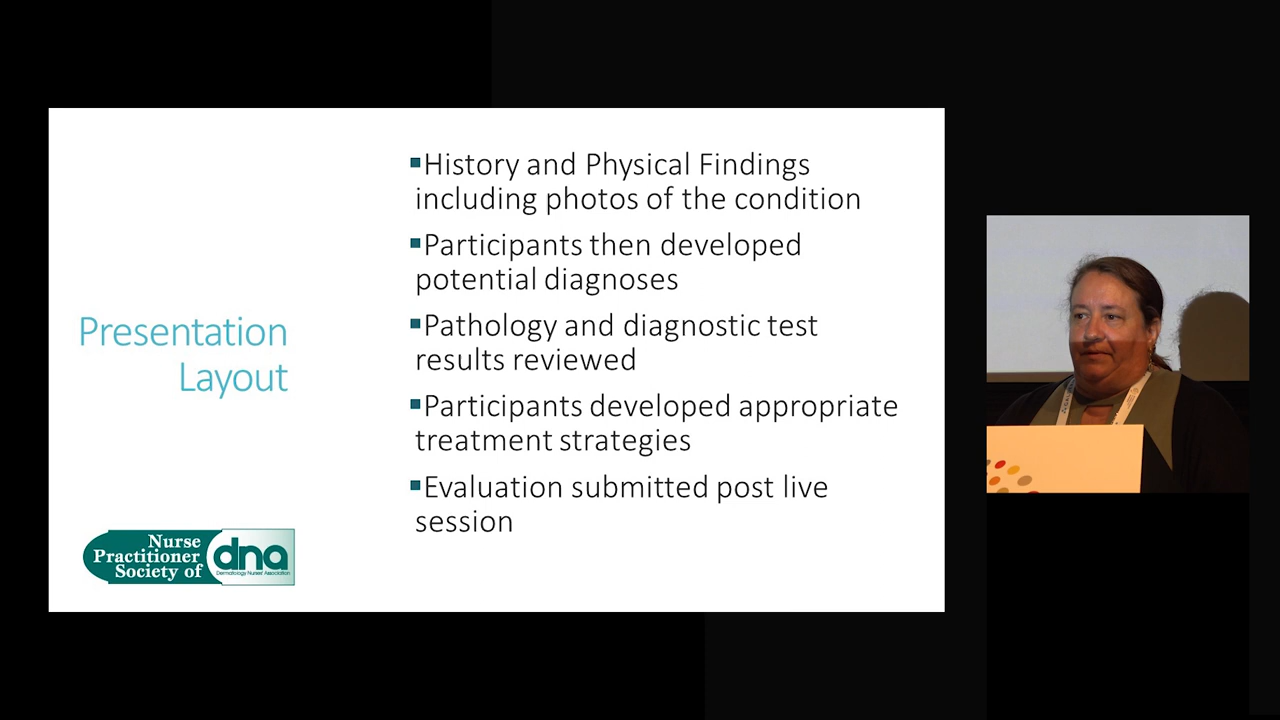 Presentation
Layout
▪History and Physical Findings
including photos of the condition
▪Participants then developed
potential diagnoses
▪Pathology and diagnostic test
results reviewed
▪Participants developed appropriate
treatment strategies
▪Evaluation submitted post live
session
Nurse
Practitioner
Society of
dna
Dermatology Nurses' Association